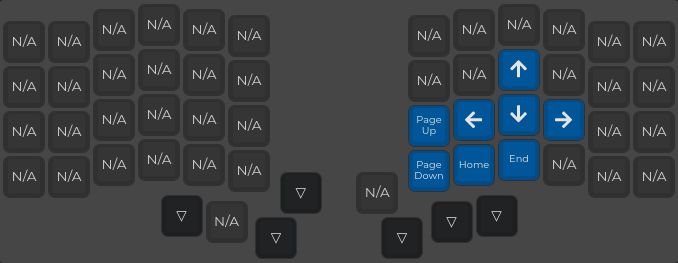 N/A N/A N/A N/A N/A N/A N/A N/A N/A N/A N/A N/A
N/A N/A N/A N/A N/A N/A N/A N/A ↑ N/A N/A N/A
N/A N/A N/A N/A N/A N/A Page Up ← ↓ → N/A N/A
N/A N/A N/A N/A N/A N/A Page Down Home End N/A N/A N/A
▽ N/A ▽ ▽ N/A ▽ ▽ ▽